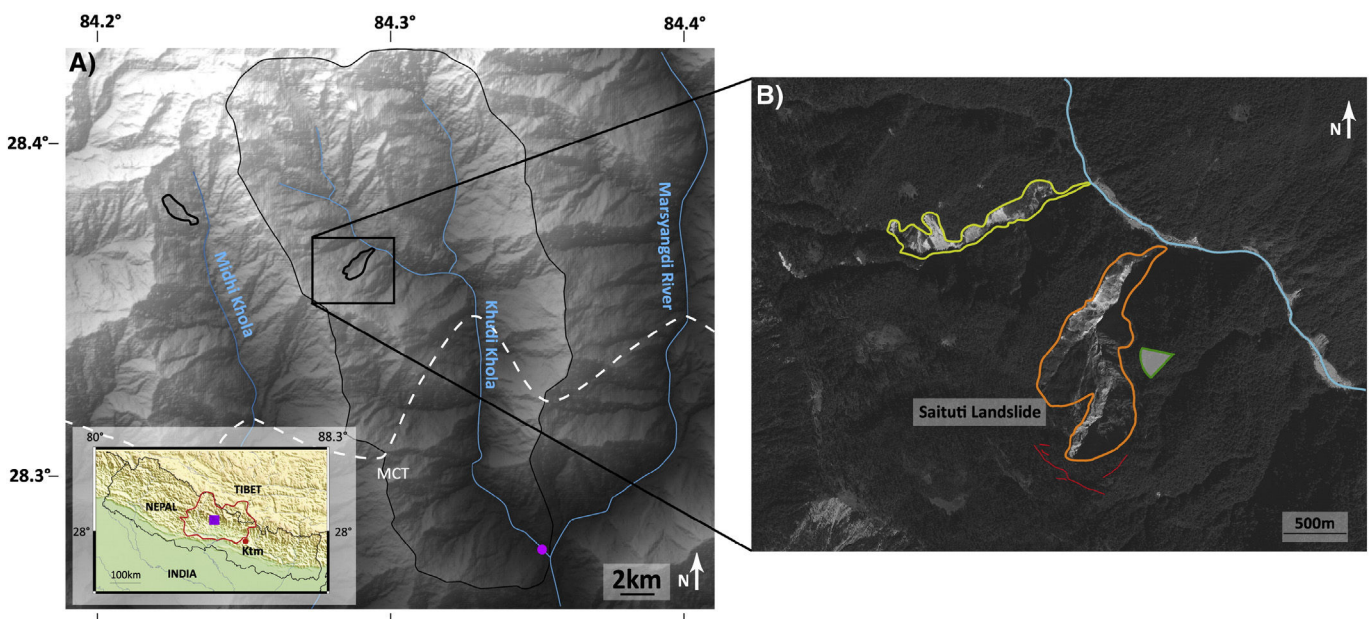 84.2°
84.3°
84.4°
A)
28.4
28.3
Midhi Khola
Khudi Khola
Marsyangdi River
MCT
2km
N
80°
88.3°
TIBET
NEPAL
28°
28°
Ktm
INDIA
100km
B)
N
Saituti Landslide
500m